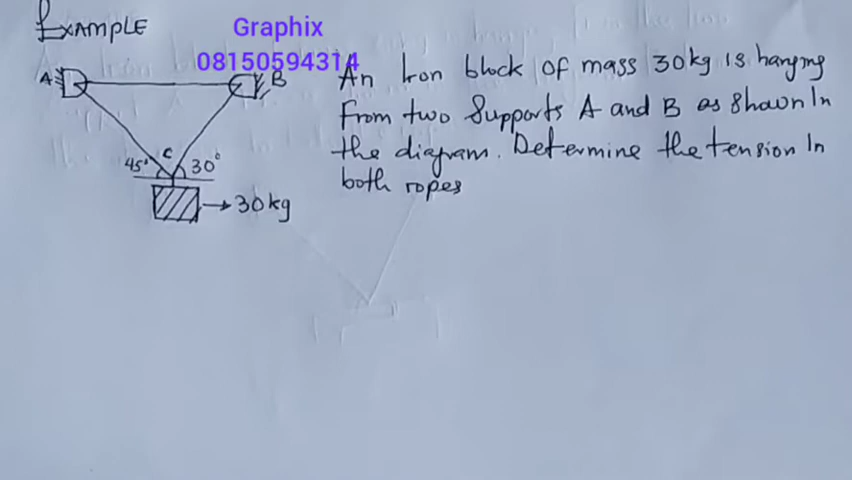 EXAMPLE
Graphix
08150594314
A
B
An Iron block of mass 30kg is hanging
From two Supports A and B as Shown In
the diagram. Determine the tension In
both ropes
C
45°
30°
30kg